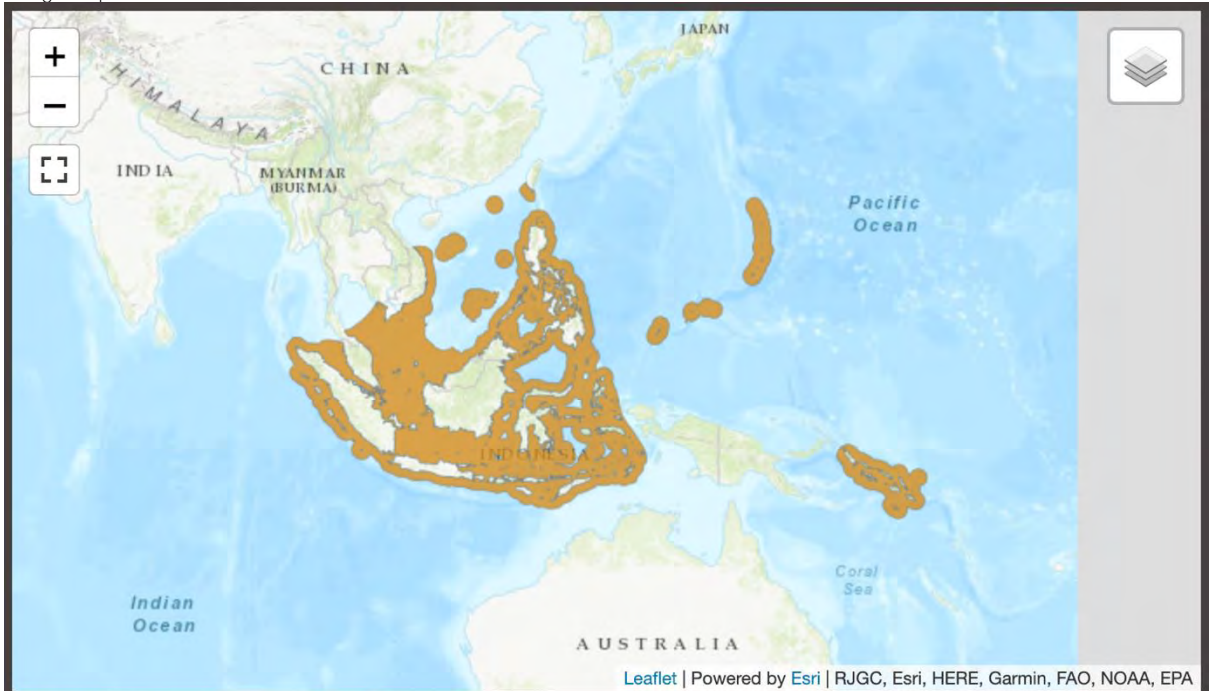 JAPAN
+
CHINA
−
HIMALAYA
Pacific
Ocean
INDIA
MYANMAR
(BURMA)
INDONESIA
Coral
Sea
Indian
Ocean
AUSTRALIA
Leaflet | Powered by Esri | RJGC, Esri, HERE, Garmin, FAO, NOAA, EPA